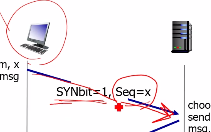 m, x
msg
SYNbit=1, Seq=x
choo
send
msg,